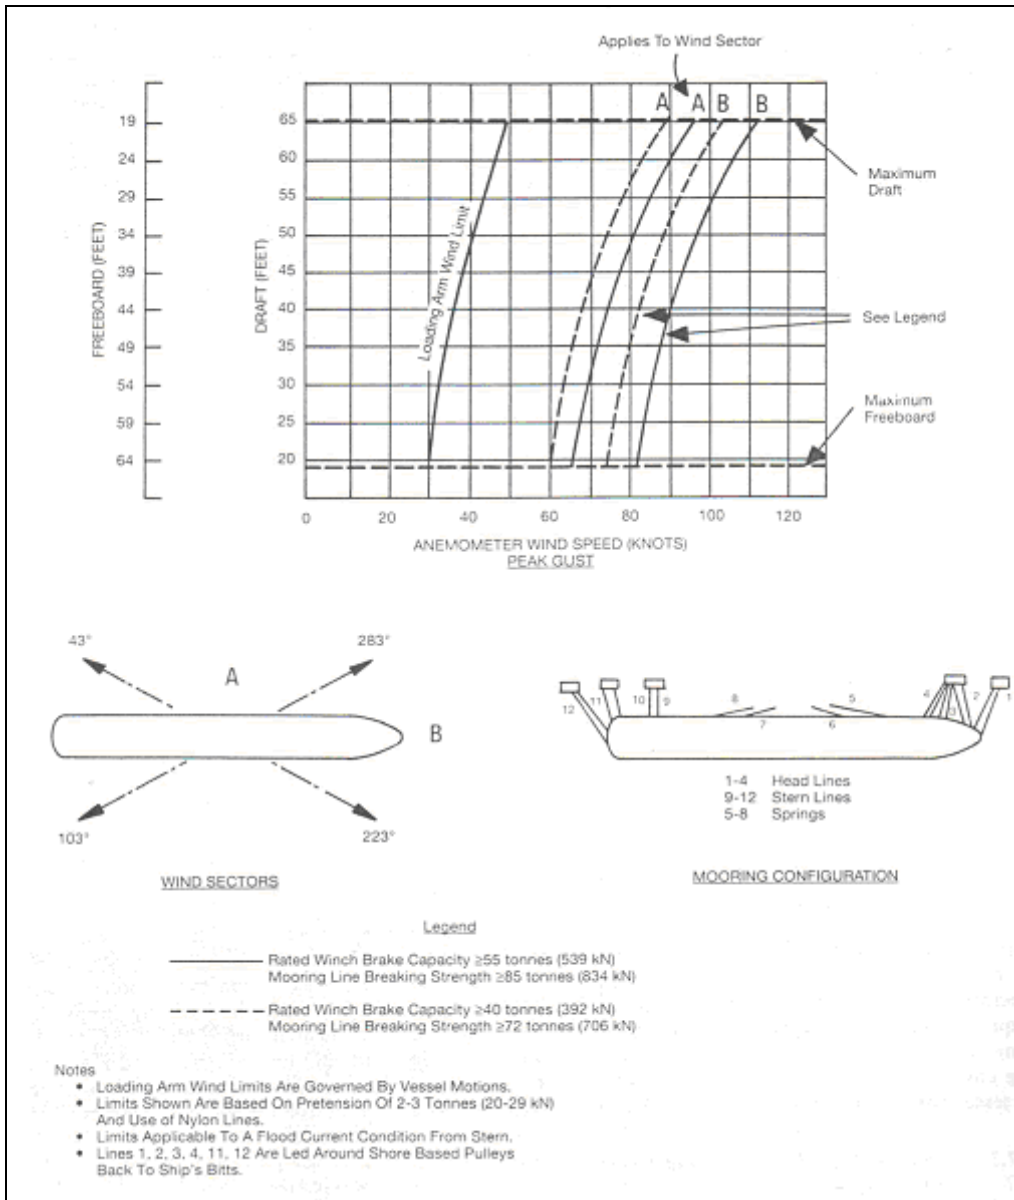 Applies To Wind Sector
A A B B
19
24
29
34
39
44
49
54
59
64
FREEBOARD (FEET)
65
60
55
50
45
40
35
30
25
20
DRAFT (FEET)
Loading Arm Wind Limit
Maximum
Draft
See Legend
Maximum
Freeboard
0 20 40 60 80 100 120
ANEMOMETER WIND SPEED (KNOTS)
PEAK GUST
43°
283°
A
B
103°
223°
WIND SECTORS
12
11
10
9
8
7
6
5
4
3
2
1
1-4 Head Lines
9-12 Stern Lines
5-8 Springs
MOORING CONFIGURATION
Legend
Rated Winch Brake Capacity ≥55 tonnes (539 kN)
Mooring Line Breaking Strength ≥85 tonnes (834 kN)
Rated Winch Brake Capacity ≥40 tonnes (392 kN)
Mooring Line Breaking Strength ≥72 tonnes (706 kN)
Notes
• Loading Arm Wind Limits Are Governed By Vessel Motions.
• Limits Shown Are Based On Pretension Of 2-3 Tonnes (20-29 kN)
And Use of Nylon Lines.
• Limits Applicable To A Flood Current Condition From Stern.
• Lines 1, 2, 3, 4, 11, 12 Are Led Around Shore Based Pulleys
Back To Ship's Bitts.